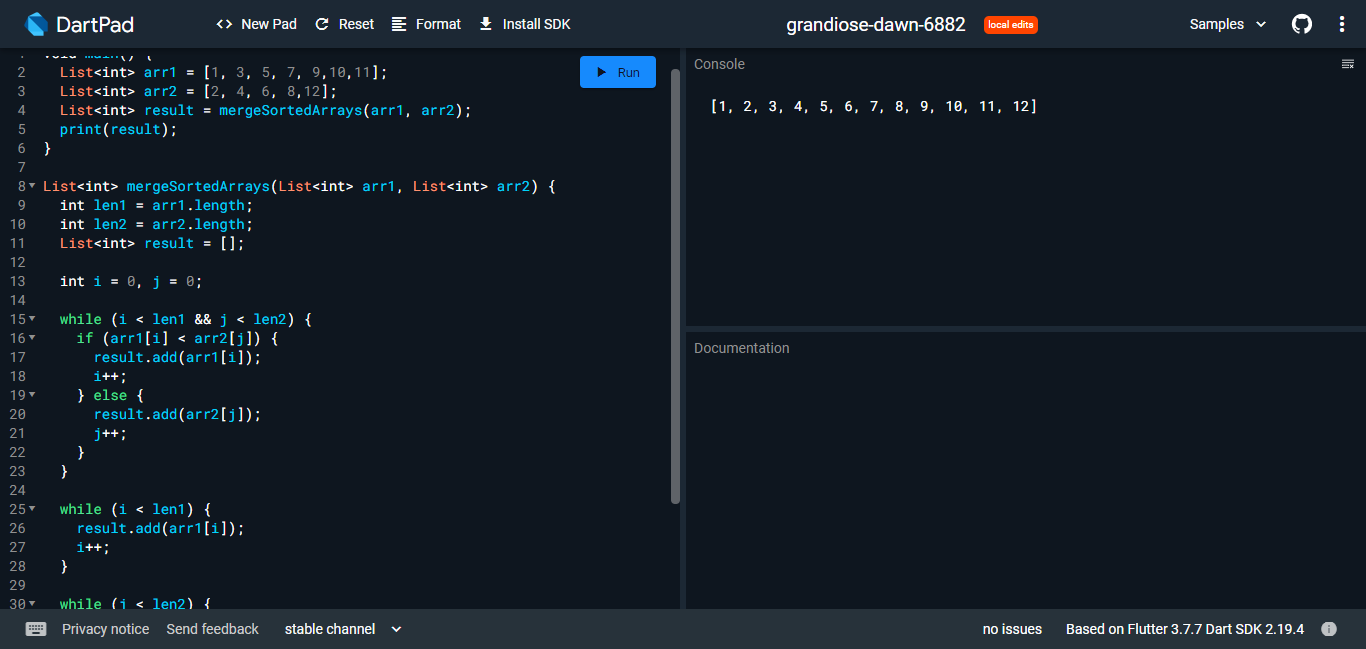 DartPad
New Pad
Reset
Format
Install SDK
grandiose-dawn-6882
local edits
Samples
1 void main() {
2 List<int> arr1 = [1, 3, 5, 7, 9,10,11];
3 List<int> arr2 = [2, 4, 6, 8,12];
4 List<int> result = mergeSortedArrays(arr1, arr2);
5 print(result);
6 }
7
8 List<int> mergeSortedArrays(List<int> arr1, List<int> arr2) {
9 int len1 = arr1.length;
10 int len2 = arr2.length;
11 List<int> result = [];
12
13 int i = 0, j = 0;
14
15 while (i < len1 && j < len2) {
16 if (arr1[i] < arr2[j]) {
17 result.add(arr1[i]);
18 i++;
19 } else {
20 result.add(arr2[j]);
21 j++;
22 }
23 }
24
25 while (i < len1) {
26 result.add(arr1[i]);
27 i++;
28 }
29
30 while (j < len2) {
Run
Console
[1, 2, 3, 4, 5, 6, 7, 8, 9, 10, 11, 12]
Documentation
Privacy notice
Send feedback
stable channel
no issues
Based on Flutter 3.7.7 Dart SDK 2.19.4